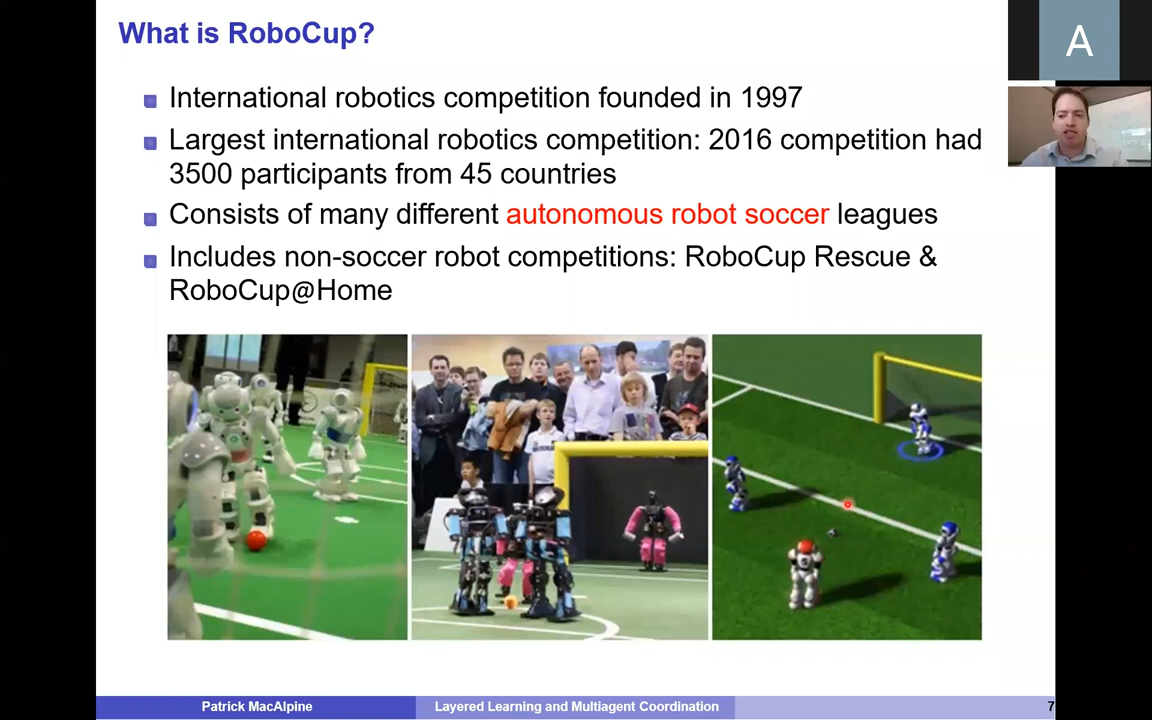 What is RoboCup?
A
International robotics competition founded in 1997
Largest international robotics competition: 2016 competition had
3500 participants from 45 countries
Consists of many different autonomous robot soccer leagues
Includes non-soccer robot competitions: RoboCup Rescue &
RoboCup@Home
Patrick MacAlpine
Layered Learning and Multiagent Coordination
7